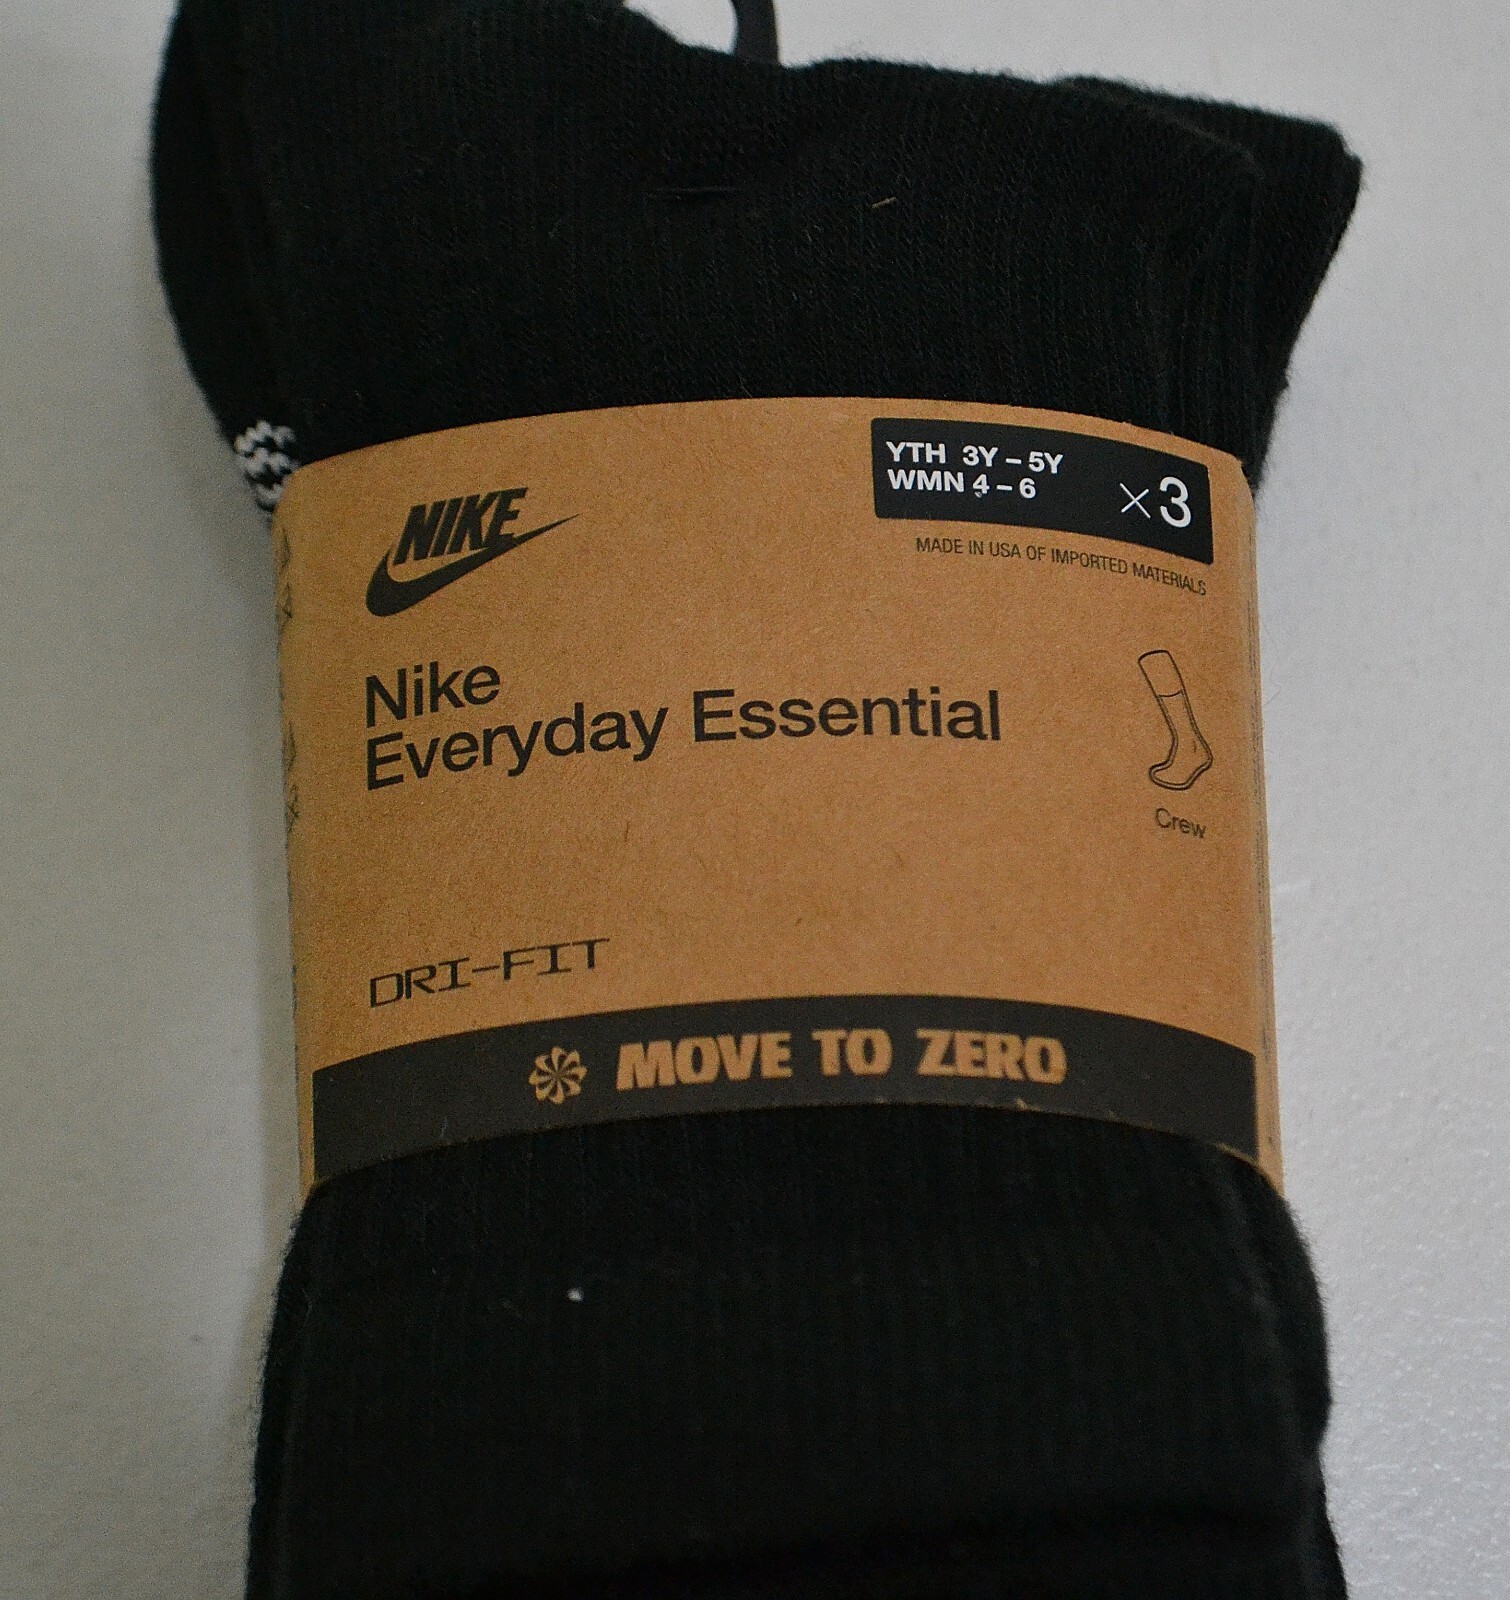 YTH 3Y – 5Y
WMN 4 – 6
×3
MADE IN USA OF IMPORTED MATERIALS
NIKE
Nike
Everyday Essential
Crew
DRI-FIT
MOVE TO ZERO